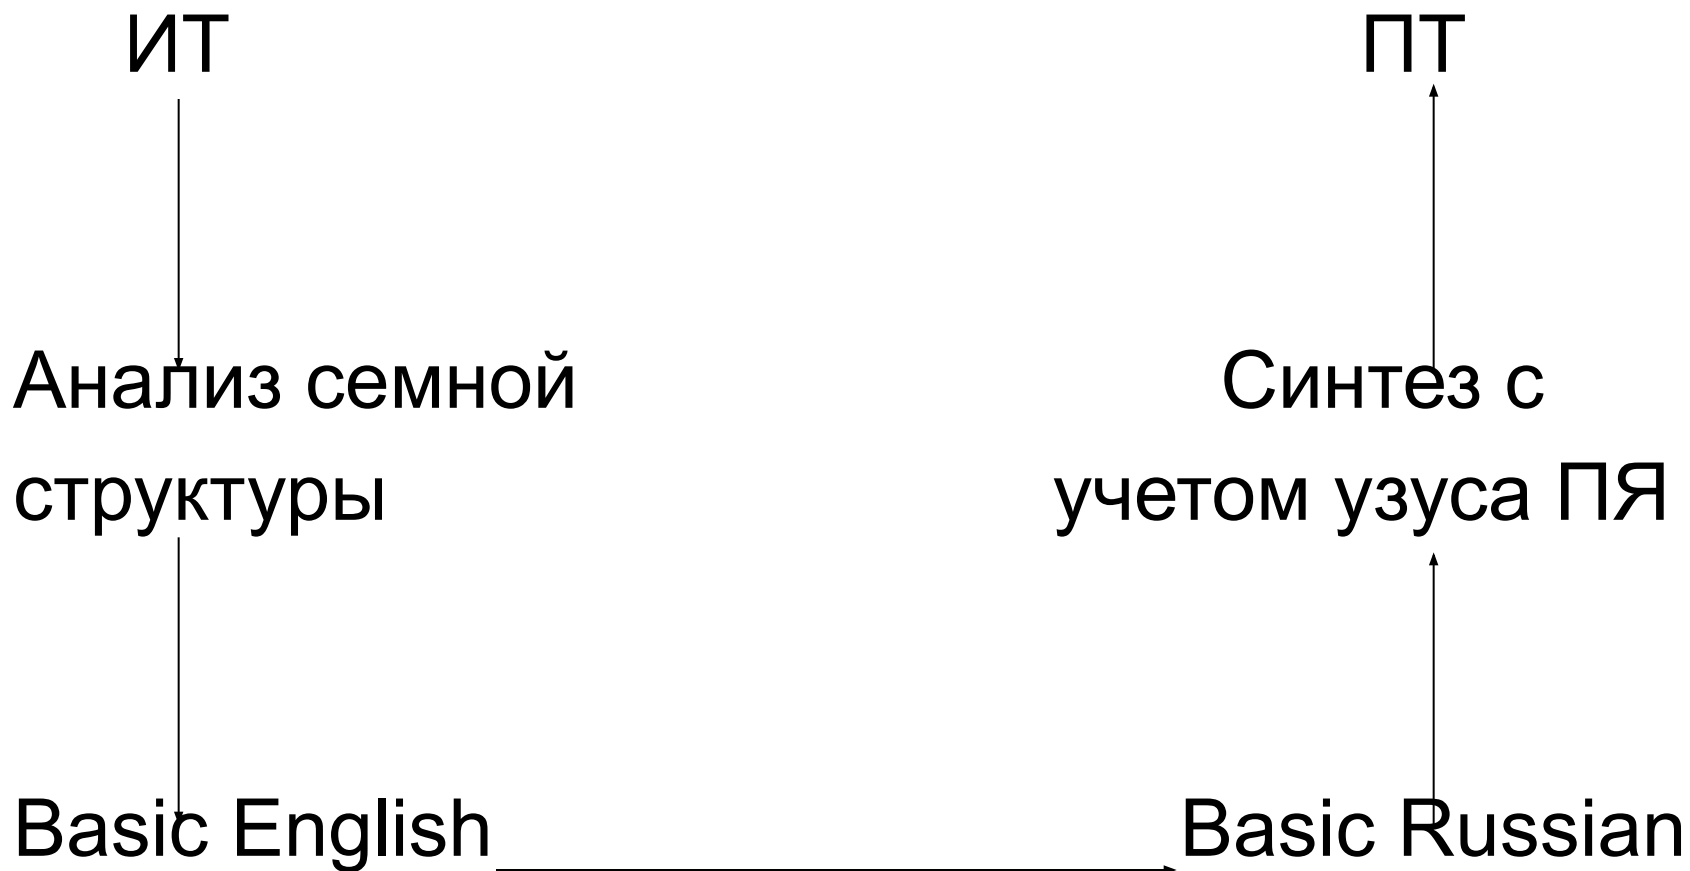 ИТ
ПТ
Анализ семной
структуры
Синтез с
учетом узуса ПЯ
Basic English
Basic Russian